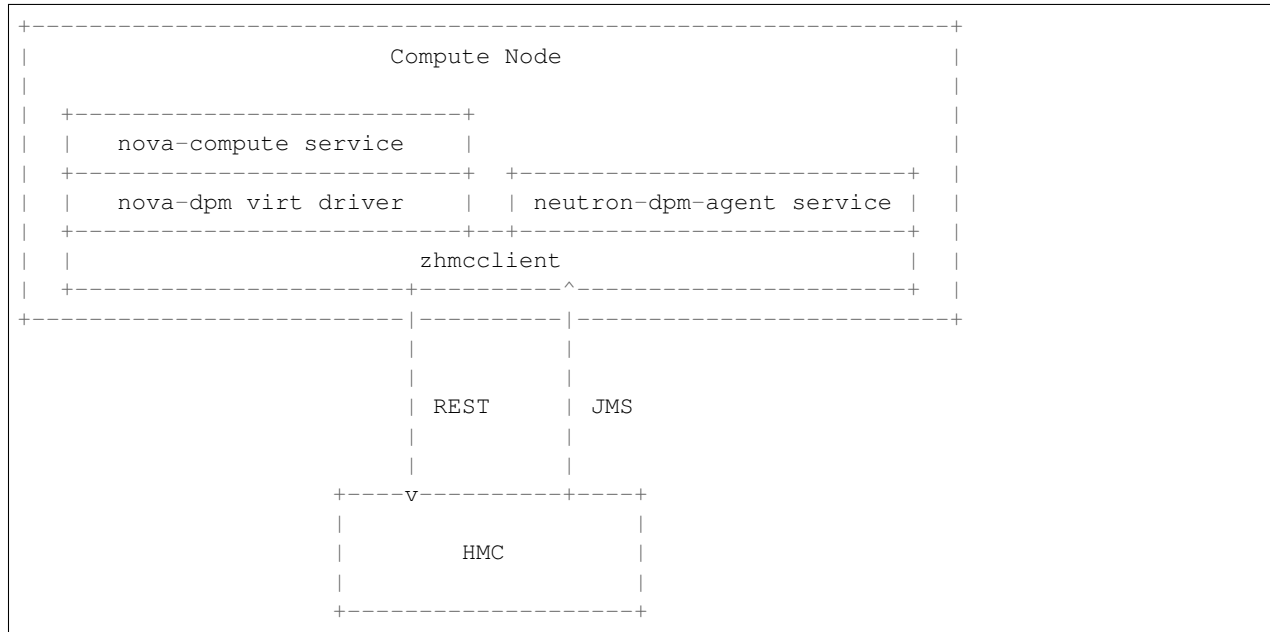 Compute Node
nova-compute service
nova-dpm virt driver neutron-dpm-agent service
zhmcclient
REST JMS
HMC